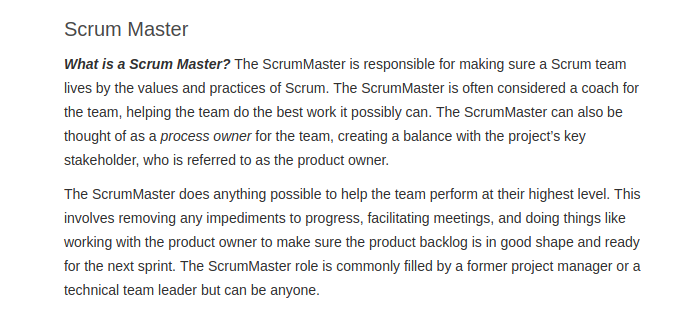 Scrum Master
What is a Scrum Master? The ScrumMaster is responsible for making sure a Scrum team
lives by the values and practices of Scrum. The ScrumMaster is often considered a coach for
the team, helping the team do the best work it possibly can. The ScrumMaster can also be
thought of as a process owner for the team, creating a balance with the project's key
stakeholder, who is referred to as the product owner.
The ScrumMaster does anything possible to help the team perform at their highest level. This
involves removing any impediments to progress, facilitating meetings, and doing things like
working with the product owner to make sure the product backlog is in good shape and ready
for the next sprint. The ScrumMaster role is commonly filled by a former project manager or a
technical team leader but can be anyone.